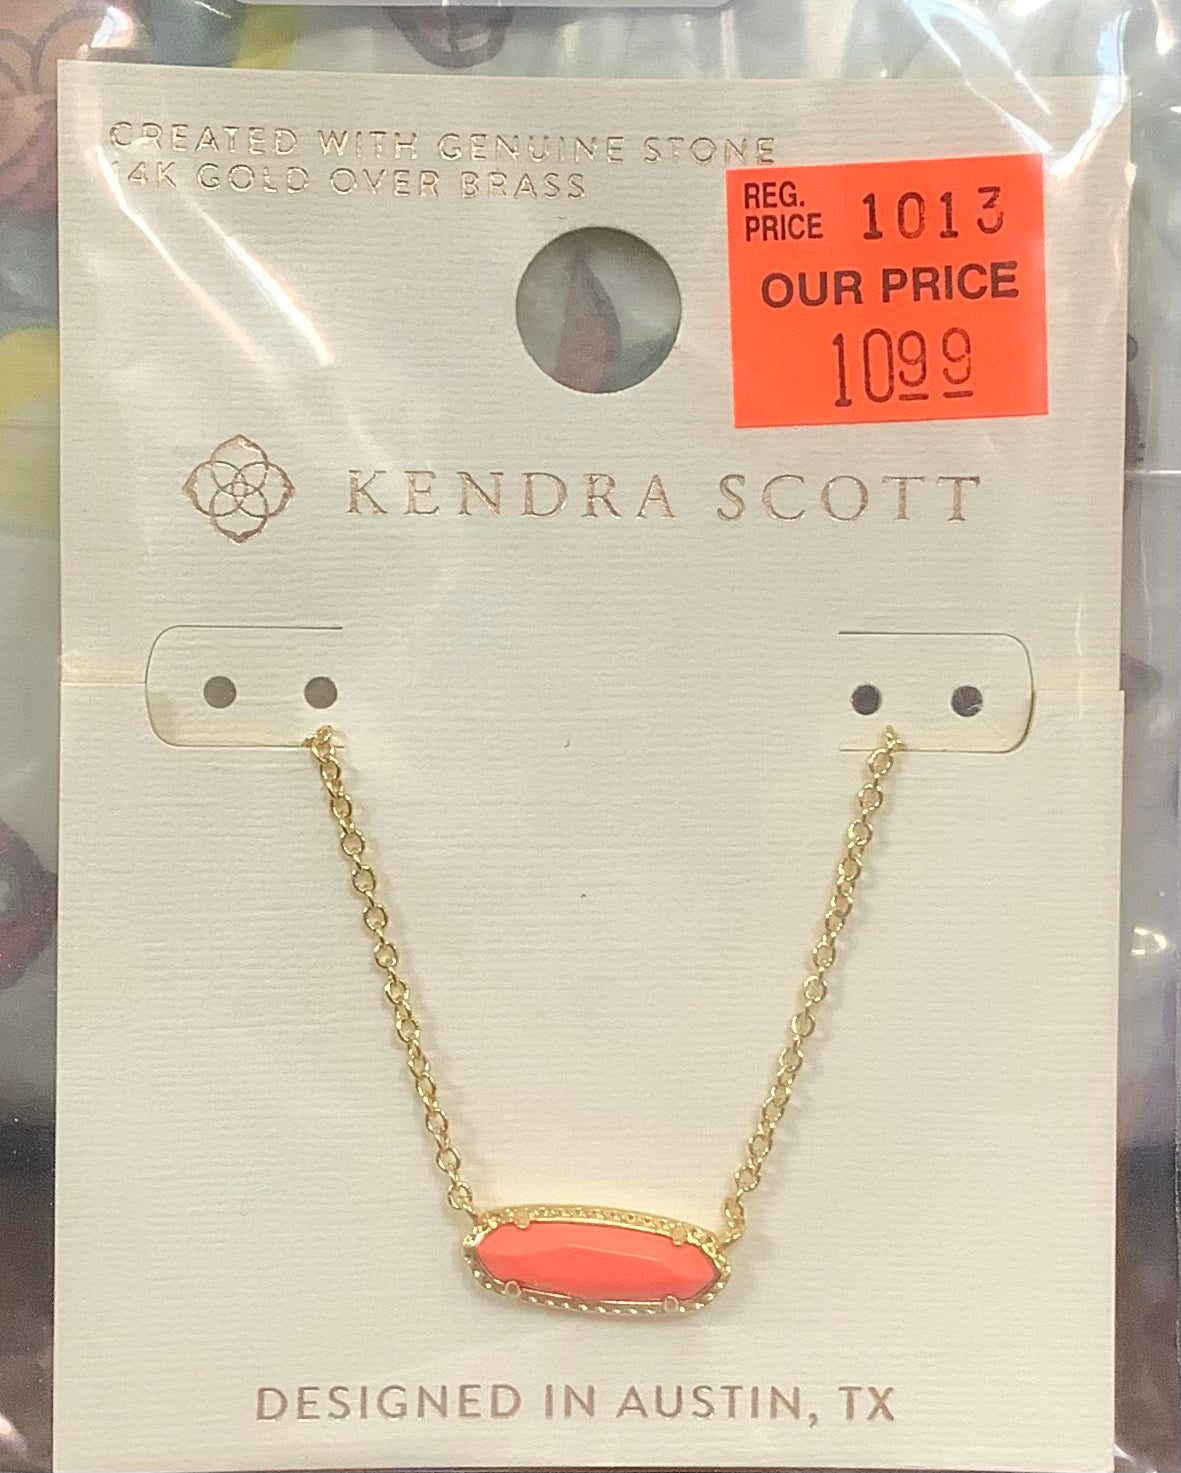 CREATED WITH GENUINE STONE
14K GOLD OVER BRASS
REG.
PRICE 1013
OUR PRICE
1099
KENDRA SCOTT
DESIGNED IN AUSTIN, TX